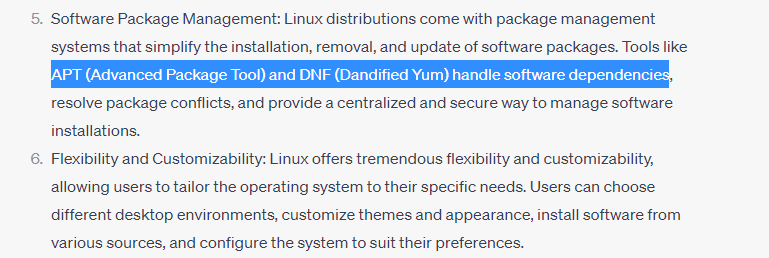 5. Software Package Management: Linux distributions come with package management
systems that simplify the installation, removal, and update of software packages. Tools like
APT (Advanced Package Tool) and DNF (Dandified Yum) handle software dependencies,
resolve package conflicts, and provide a centralized and secure way to manage software
installations.
6. Flexibility and Customizability: Linux offers tremendous flexibility and customizability,
allowing users to tailor the operating system to their specific needs. Users can choose
different desktop environments, customize themes and appearance, install software from
various sources, and configure the system to suit their preferences.